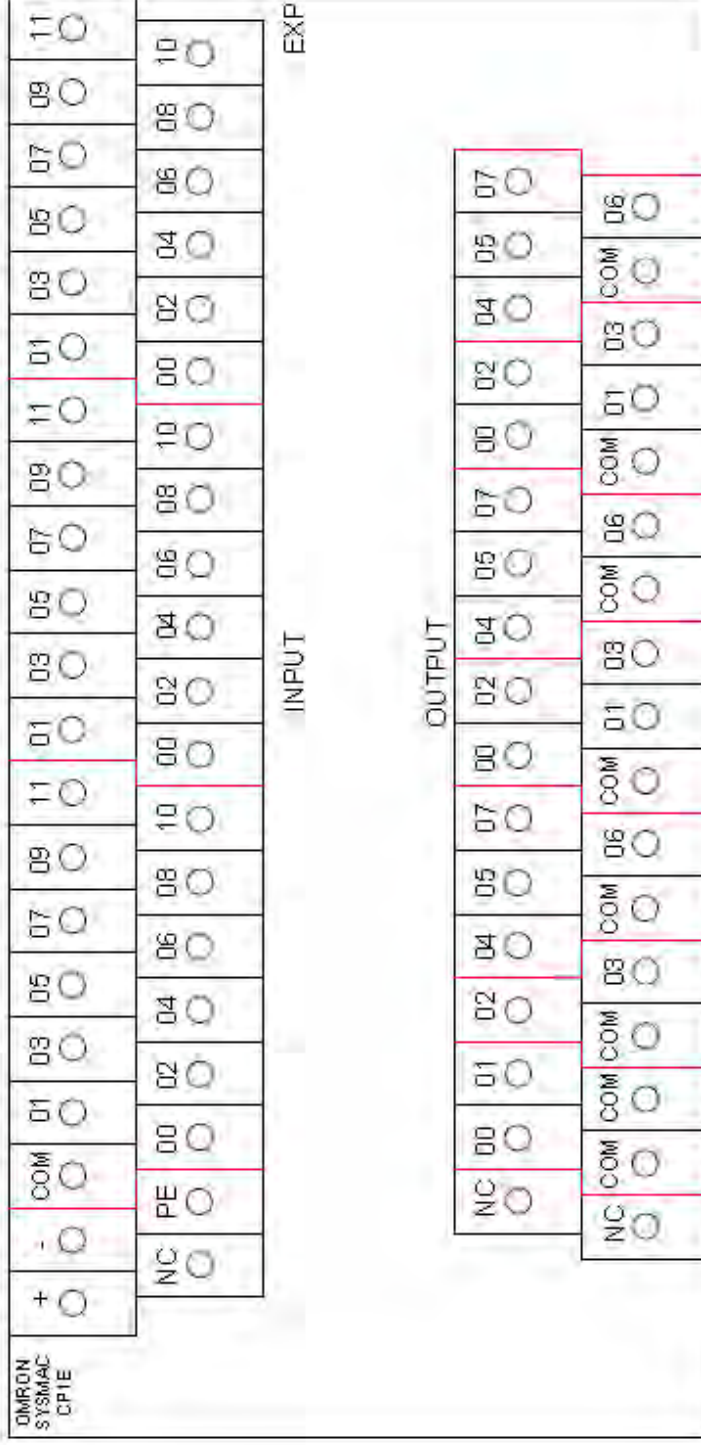 OMRON
SYSMAC
CP1E
+ - COM 01 03 05 07 09 11 01 03 05 07 09 11 01 03 05 07 09 11
NC PE 00 02 04 06 08 10 00 02 04 06 08 10 00 02 04 06 08 10
INPUT EXP
OUTPUT
NC 00 01 02 04 05 07 00 02 04 05 07 00 02 04 05 07
NC COM COM COM 03 COM 06 COM 01 03 COM 06 COM 01 03 COM 06